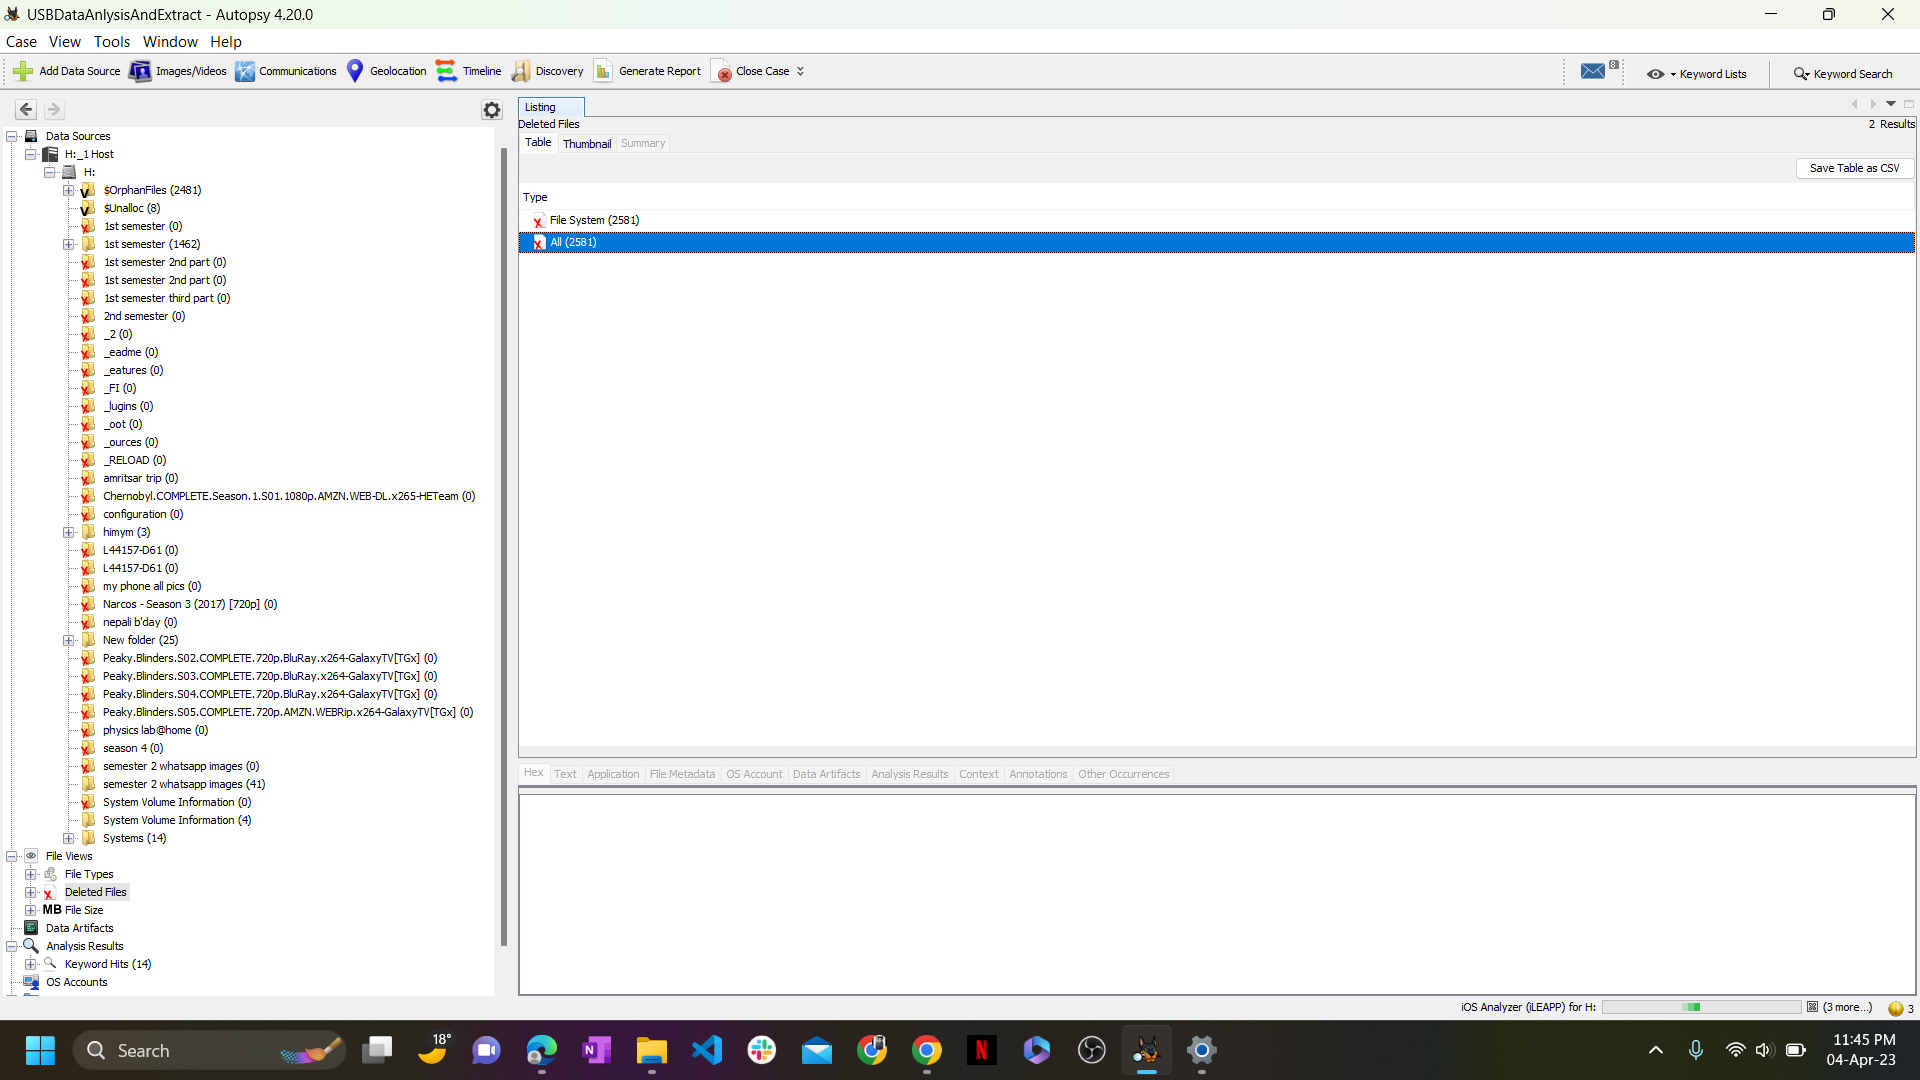 USBDataAnlysisAndExtract - Autopsy 4.20.0
Case View Tools Window Help
Add Data Source Images/Videos Communications Geolocation Timeline Discovery Generate Report Close Case 8 Keyword Lists Keyword Search
Data Sources
H:_1 Host
H:
$OrphanFiles (2481)
$Unalloc (8)
1st semester (0)
1st semester (1462)
1st semester 2nd part (0)
1st semester 2nd part (0)
1st semester third part (0)
2nd semester (0)
_2 (0)
_eadme (0)
_eatures (0)
_FI (0)
_lugins (0)
_oot (0)
_ources (0)
_RELOAD (0)
amritsar trip (0)
Chernobyl.COMPLETE.Season.1.S01.1080p.AMZN.WEB-DL.x265-HETeam (0)
configuration (0)
himym (3)
L44157-D61 (0)
L44157-D61 (0)
my phone all pics (0)
Narcos - Season 3 (2017) [720p] (0)
nepali b'day (0)
New folder (25)
Peaky.Blinders.S02.COMPLETE.720p.BluRay.x264-GalaxyTV[TGx] (0)
Peaky.Blinders.S03.COMPLETE.720p.BluRay.x264-GalaxyTV[TGx] (0)
Peaky.Blinders.S04.COMPLETE.720p.BluRay.x264-GalaxyTV[TGx] (0)
Peaky.Blinders.S05.COMPLETE.720p.AMZN.WEBRip.x264-GalaxyTV[TGx] (0)
physics lab@home (0)
season 4 (0)
semester 2 whatsapp images (0)
semester 2 whatsapp images (41)
System Volume Information (0)
System Volume Information (4)
Systems (14)
File Views
File Types
Deleted Files
MB File Size
Data Artifacts
Analysis Results
Keyword Hits (14)
OS Accounts
Listing
Deleted Files 2 Results
Table Thumbnail Summary
Save Table as CSV
Type
File System (2581)
All (2581)
Hex Text Application File Metadata OS Account Data Artifacts Analysis Results Context Annotations Other Occurrences
iOS Analyzer (iLEAPP) for H: (3 more...) 3
Search 18° 11:45 PM
04-Apr-23